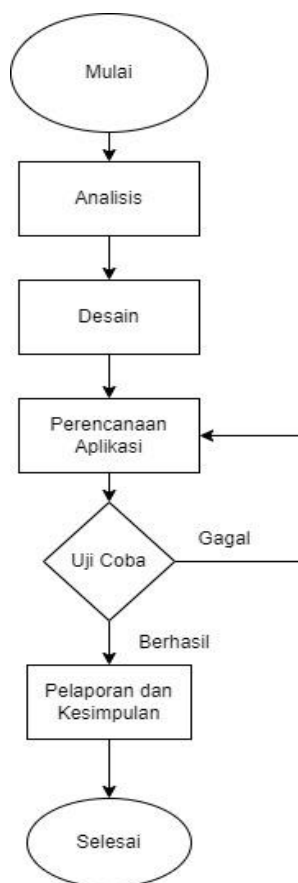 Mulai
Analisis
Desain
Perencanaan
Aplikasi
Uji Coba
Gagal
Berhasil
Pelaporan dan
Kesimpulan
Selesai